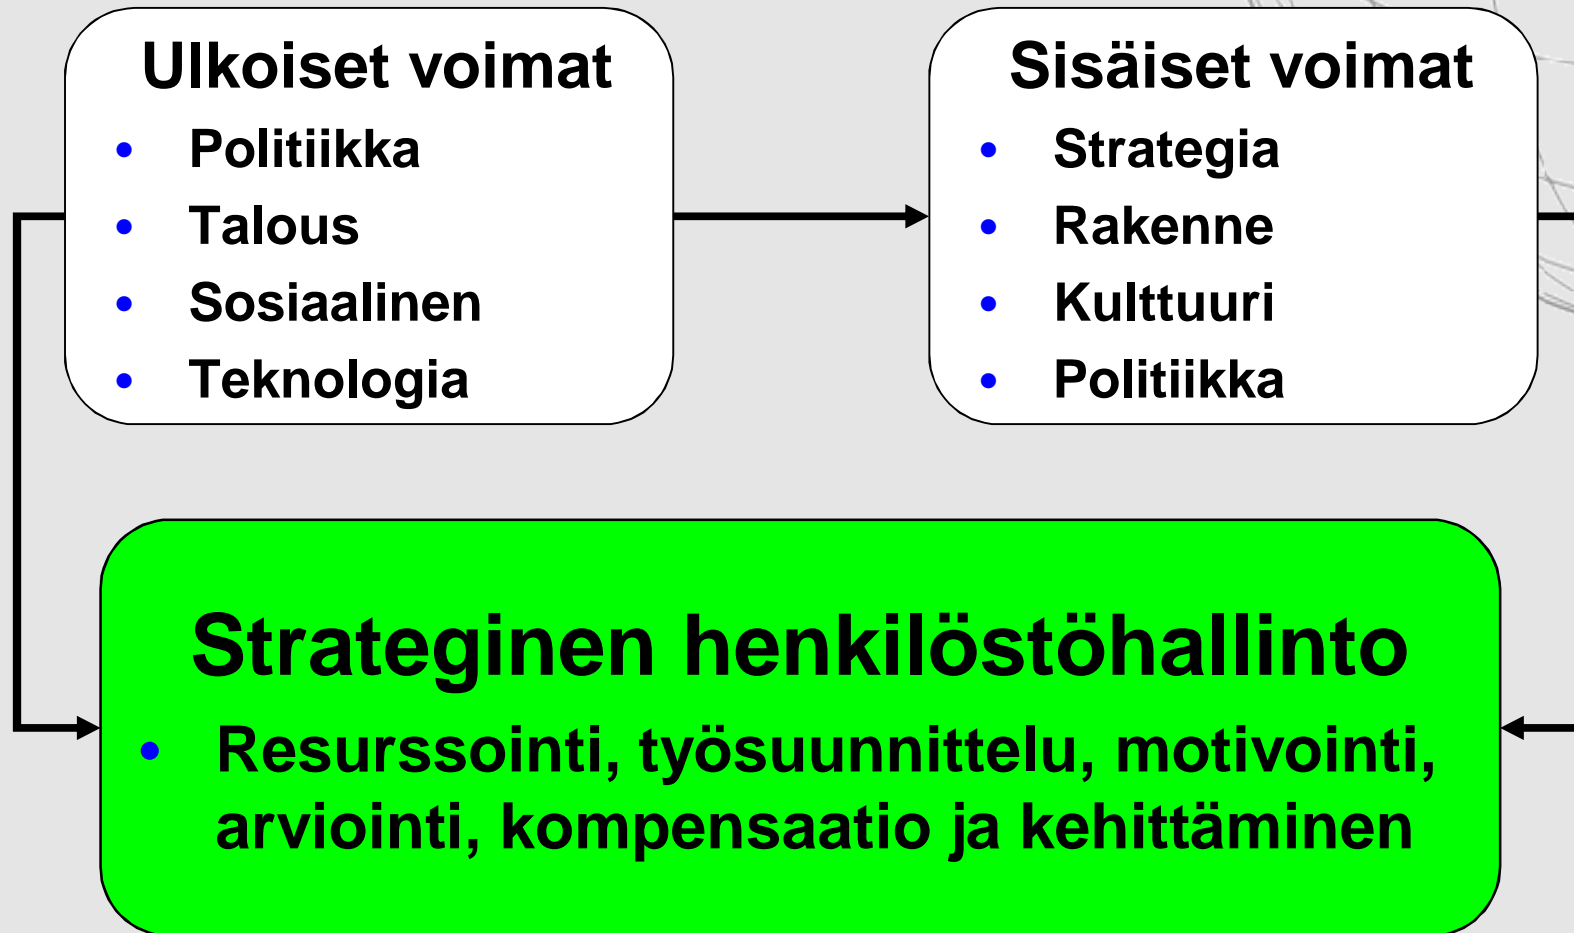 Ulkoiset voimat
• Politiikka
• Talous
• Sosiaalinen
• Teknologia
Sisäiset voimat
• Strategia
• Rakenne
• Kulttuuri
• Politiikka
Strateginen henkilöstöhallinto
• Resurssointi, työsuunnittelu, motivointi,
arviointi, kompensaatio ja kehittäminen